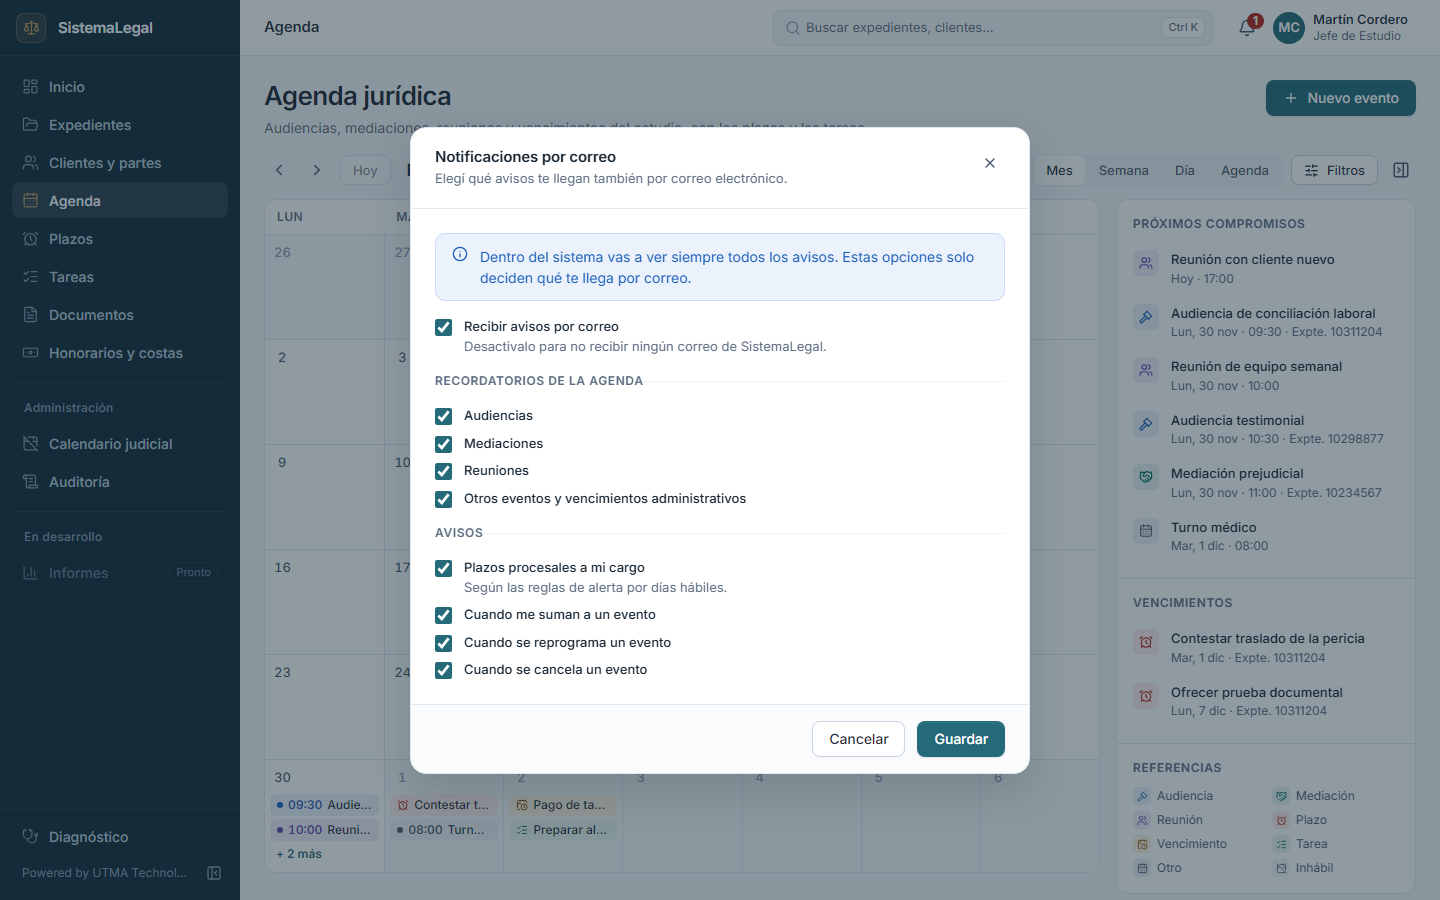 SistemaLegal
Agenda
Buscar expedientes, clientes...
Ctrl K
1
MC
Martín Cordero
Jefe de Estudio
Inicio
Expedientes
Clientes y partes
Agenda
Plazos
Tareas
Documentos
Honorarios y costas
Administración
Calendario judicial
Auditoría
En desarrollo
Informes
Pronto
Diagnóstico
Powered by UTMA Technol...
Agenda jurídica
Nuevo evento
Hoy
Mes
Semana
Día
Agenda
Filtros
LUN
26
27
2
3
9
10
16
17
23
24
30
1
2
3
4
5
6
09:30 Audie...
Contestar t...
Pago de ta...
10:00 Reuni...
08:00 Turn...
Preparar al...
+ 2 más
Notificaciones por correo
Elegí qué avisos te llegan también por correo electrónico.
Dentro del sistema vas a ver siempre todos los avisos. Estas opciones solo
deciden qué te llega por correo.
Recibir avisos por correo
Desactivalo para no recibir ningún correo de SistemaLegal.
RECORDATORIOS DE LA AGENDA
Audiencias
Mediaciones
Reuniones
Otros eventos y vencimientos administrativos
AVISOS
Plazos procesales a mi cargo
Según las reglas de alerta por días hábiles.
Cuando me suman a un evento
Cuando se reprograma un evento
Cuando se cancela un evento
Cancelar
Guardar
PRÓXIMOS COMPROMISOS
Reunión con cliente nuevo
Hoy · 17:00
Audiencia de conciliación laboral
Lun, 30 nov · 09:30 · Expte. 10311204
Reunión de equipo semanal
Lun, 30 nov · 10:00
Audiencia testimonial
Lun, 30 nov · 10:30 · Expte. 10298877
Mediación prejudicial
Lun, 30 nov · 11:00 · Expte. 10234567
Turno médico
Mar, 1 dic · 08:00
VENCIMIENTOS
Contestar traslado de la pericia
Mar, 1 dic · Expte. 10311204
Ofrecer prueba documental
Lun, 7 dic · Expte. 10311204
REFERENCIAS
Audiencia
Mediación
Reunión
Plazo
Vencimiento
Tarea
Otro
Inhábil